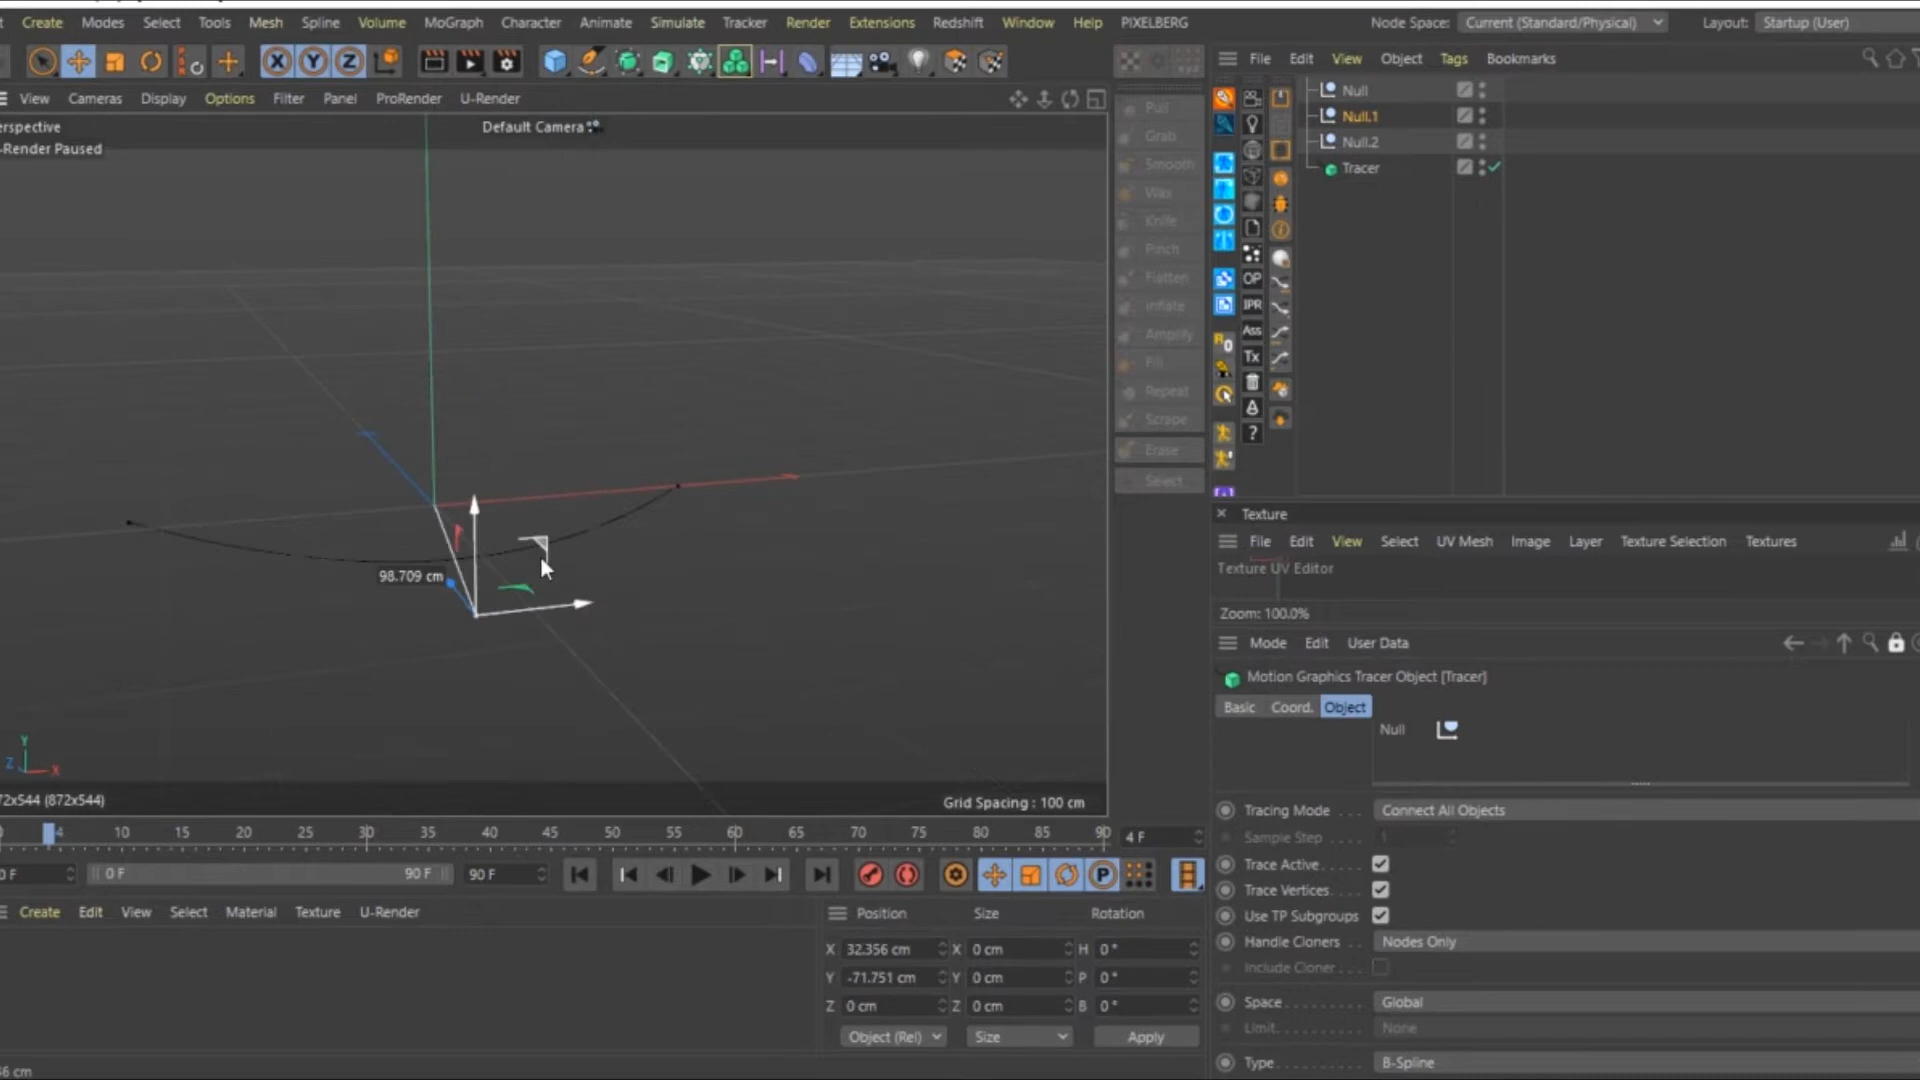 Create Modes Select Tools Mesh Spline Volume MoGraph Character Animate Simulate Tracker Render Extensions Redshift Window Help PIXELBERG Node Space: Current (Standard/Physical) Layout: Startup (User)
X Y Z
File Edit View Object Tags Bookmarks
View Cameras Display Options Filter Panel ProRender U-Render
erspective Default Camera
-Render Paused
Null
Null.1
Null.2
Tracer
Pull
Grab
Smooth
Wax
Knife
Pinch
Flatten
Inflate
Amplify
Fill
Repeat
Scrape
Erase
Select
OP
IPR
Ass
Tx
?
98.709 cm
Y
Z X
72x544 (872x544) Grid Spacing : 100 cm
× Texture
File Edit View Select UV Mesh Image Layer Texture Selection Textures
Texture UV Editor
Zoom: 100.0%
Mode Edit User Data
Motion Graphics Tracer Object [Tracer]
Basic Coord. Object
Null
Tracing Mode . . . Connect All Objects
Sample Step
Trace Active
Trace Vertices
Use TP Subgroups
Handle Cloners . . Nodes Only
Include Cloner
Space Global
Limit None
Type B-Spline
4 10 15 20 25 30 35 40 45 50 55 60 65 70 75 80 85 90 4 F
0 F 0 F 90 F 90 F
P
Create Edit View Select Material Texture U-Render
Position Size Rotation
X 32.356 cm X 0 cm H 0 °
Y -71.751 cm Y 0 cm P 0 °
Z 0 cm Z 0 cm B 0 °
Object (Rel) Size Apply
6 cm